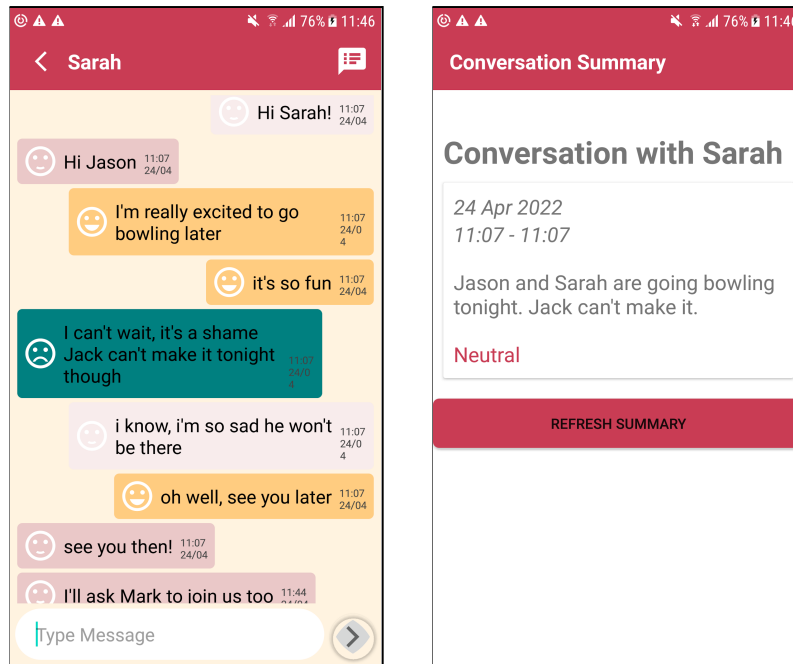 76% 11:46
Sarah
Hi Sarah! 11:07
24/04
Hi Jason 11:07
24/04
I'm really excited to go
bowling later
11:07
24/0
4
it's so fun 11:07
24/04
I can't wait, it's a shame
Jack can't make it tonight
though
11:07
24/0
4
i know, i'm so sad he won't
be there
11:07
24/0
4
oh well, see you later 11:07
24/04
see you then! 11:07
24/04
I'll ask Mark to join us too 11:44
Type Message
76% 11:46
Conversation Summary
Conversation with Sarah
24 Apr 2022
11:07 - 11:07
Jason and Sarah are going bowling
tonight. Jack can't make it.
Neutral
REFRESH SUMMARY